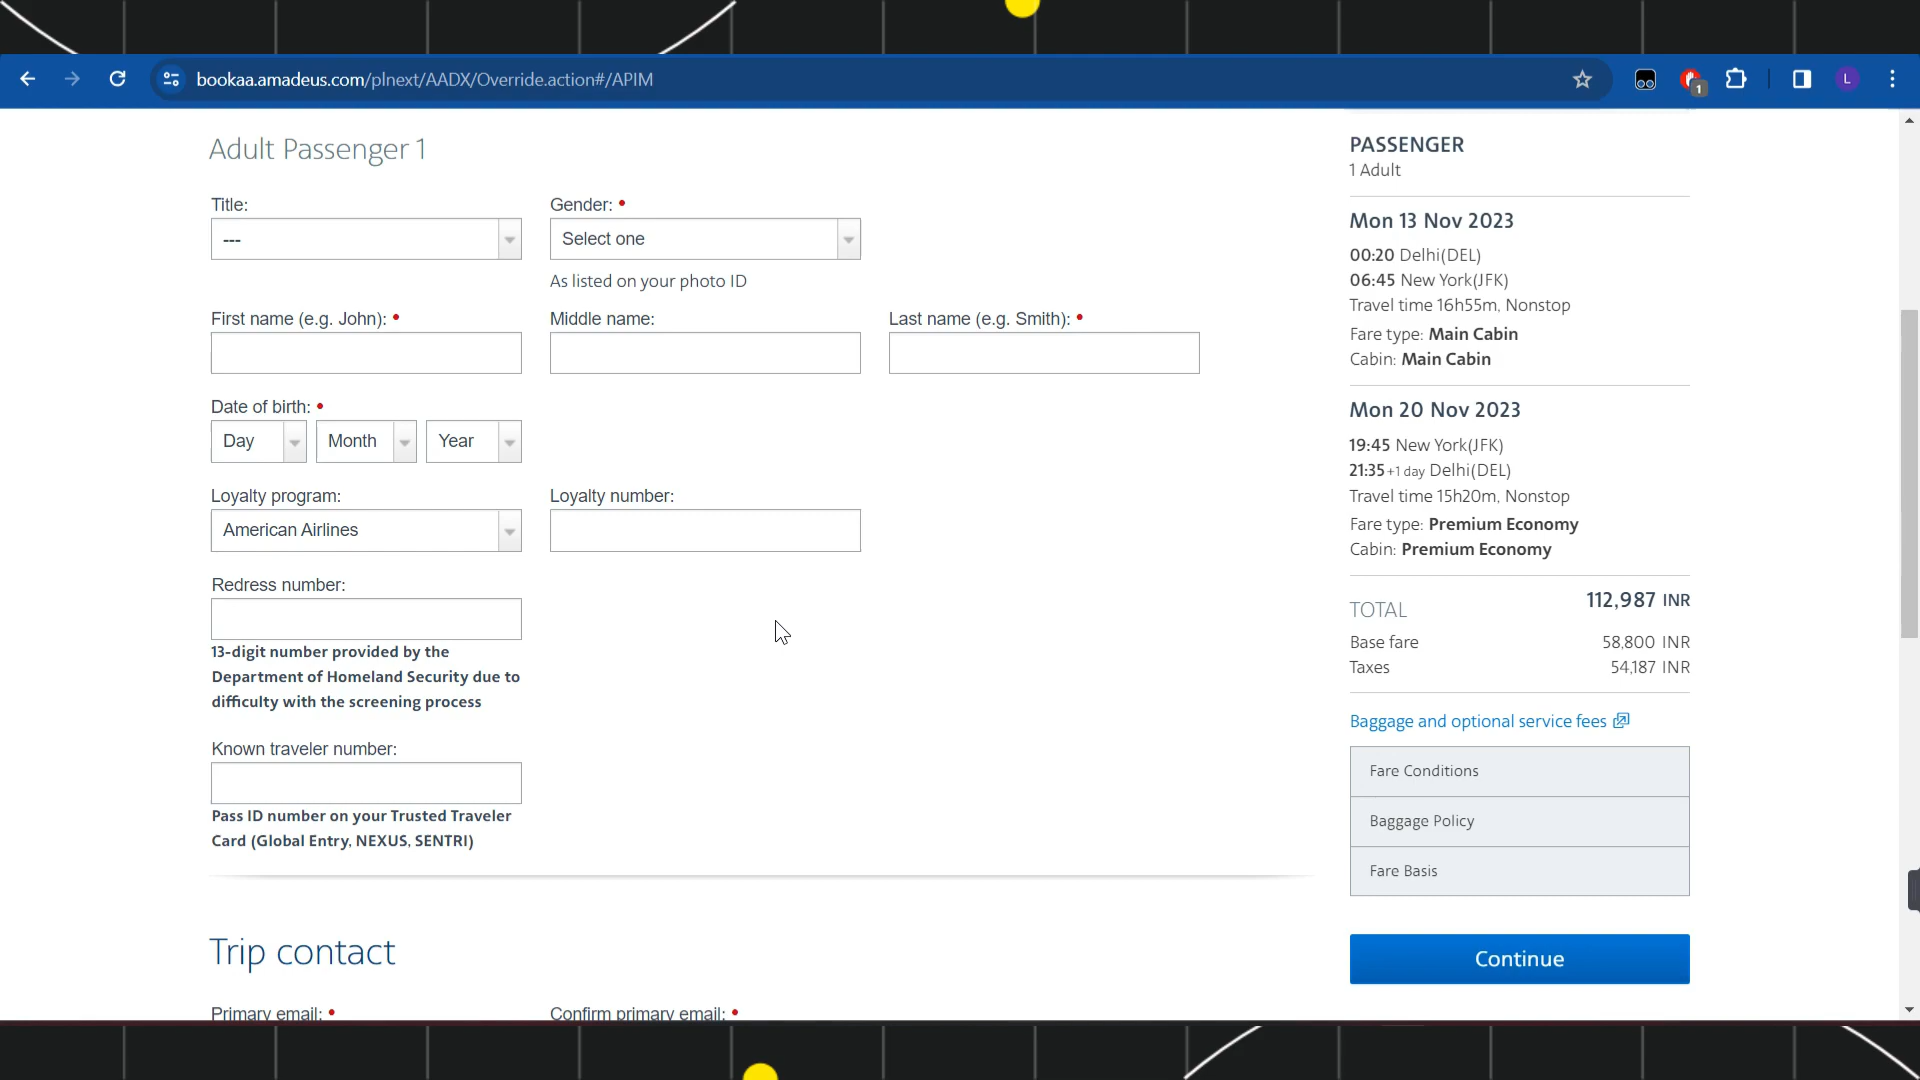 bookaa.amadeus.com/plnext/AADX/Override.action#/APIM
1
L
Adult Passenger 1
Title:
---
Gender: •
Select one
As listed on your photo ID
First name (e.g. John): •
Middle name:
Last name (e.g. Smith): •
Date of birth: •
Day
Month
Year
Loyalty program:
American Airlines
Loyalty number:
Redress number:
13-digit number provided by the
Department of Homeland Security due to
difficulty with the screening process
Known traveler number:
Pass ID number on your Trusted Traveler
Card (Global Entry, NEXUS, SENTRI)
Trip contact
Primary email: •
Confirm primary email: •
PASSENGER
1 Adult
Mon 13 Nov 2023
00:20 Delhi(DEL)
06:45 New York(JFK)
Travel time 16h55m, Nonstop
Fare type: Main Cabin
Cabin: Main Cabin
Mon 20 Nov 2023
19:45 New York(JFK)
21:35 +1 day Delhi(DEL)
Travel time 15h20m, Nonstop
Fare type: Premium Economy
Cabin: Premium Economy
TOTAL 112,987 INR
Base fare 58,800 INR
Taxes 54,187 INR
Baggage and optional service fees
Fare Conditions
Baggage Policy
Fare Basis
Continue